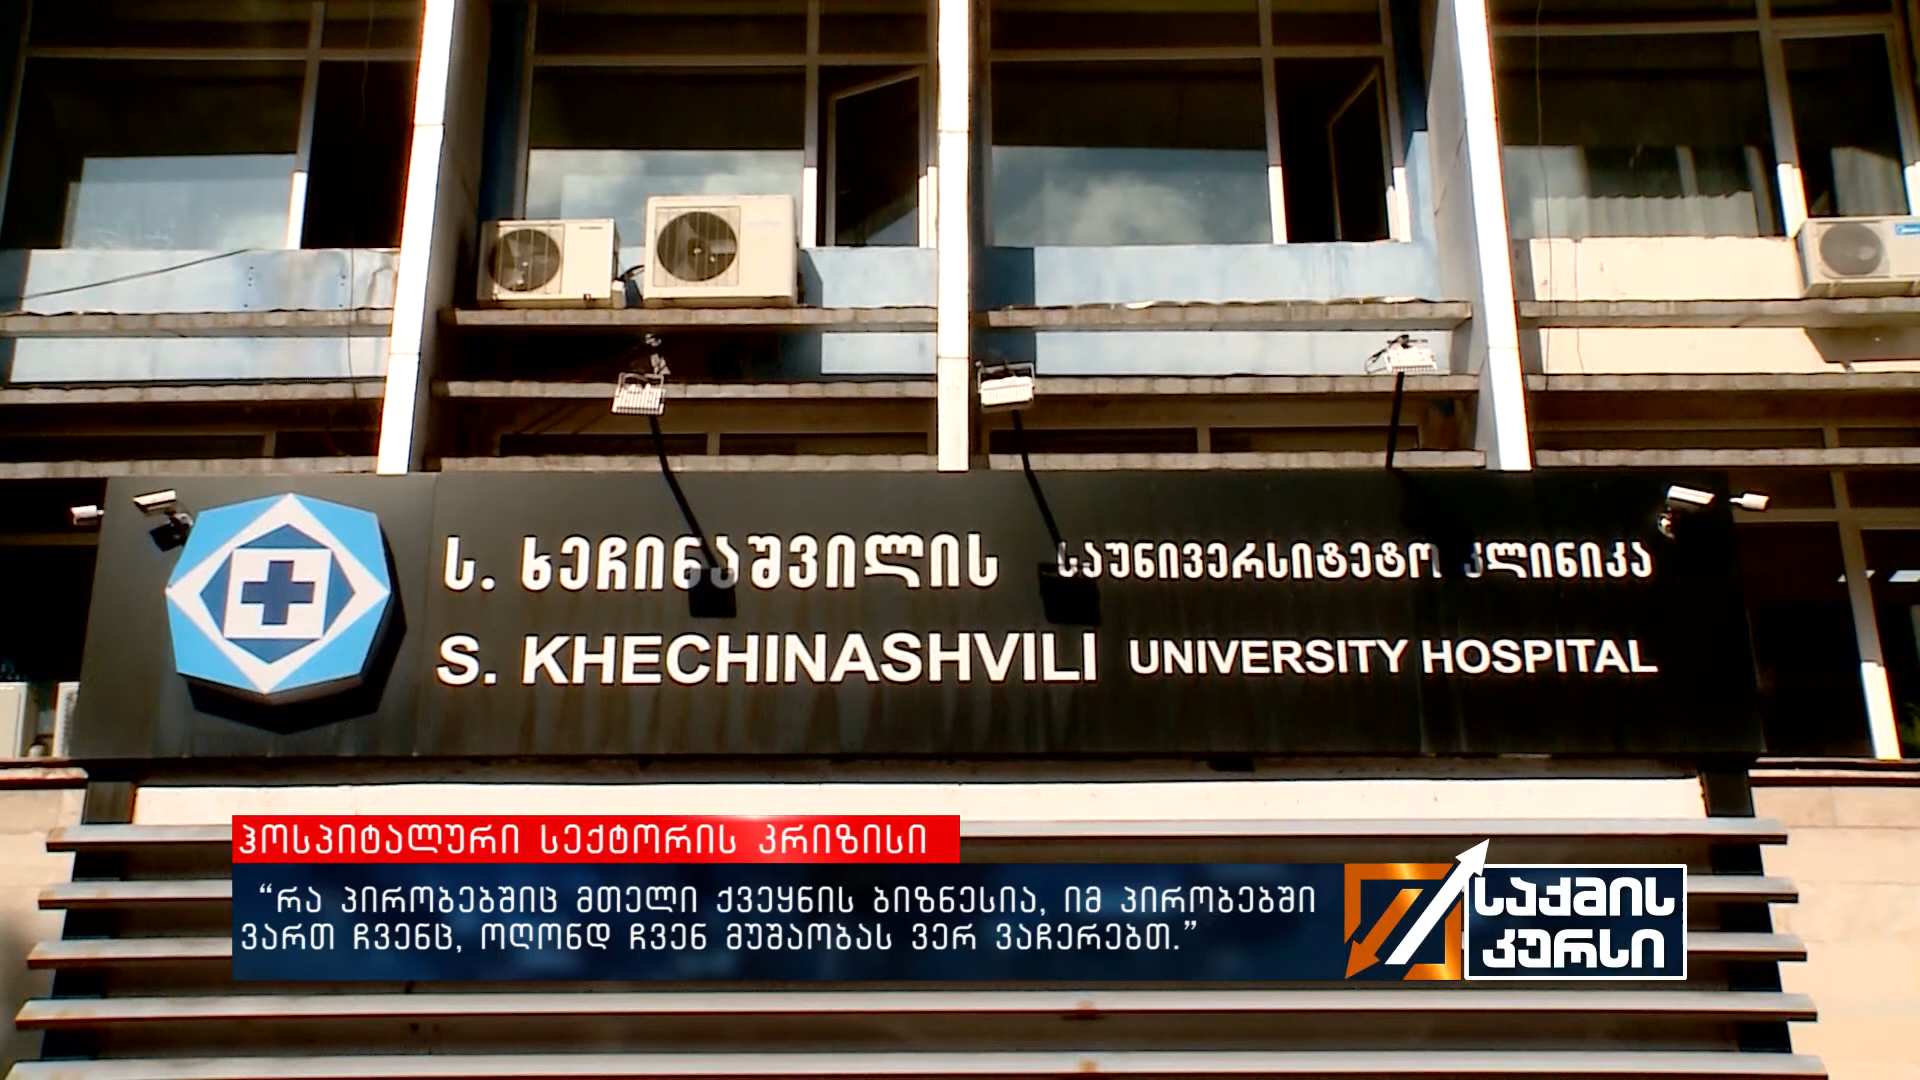 ს. ხეჩინაშვილის საუნივერსიტეტო კლინიკა
S. KHECHINASHVILI UNIVERSITY HOSPITAL
ჰოსპიტალური სექტორის კრიზისი
“რა პირობებშიც მთელი ქვეყნის ბიზნესია, იმ პირობებში
ვართ ჩვენც, ოღონდ ჩვენ მუშაობას ვერ ვაჩერებთ.”
საქმის
კურსი